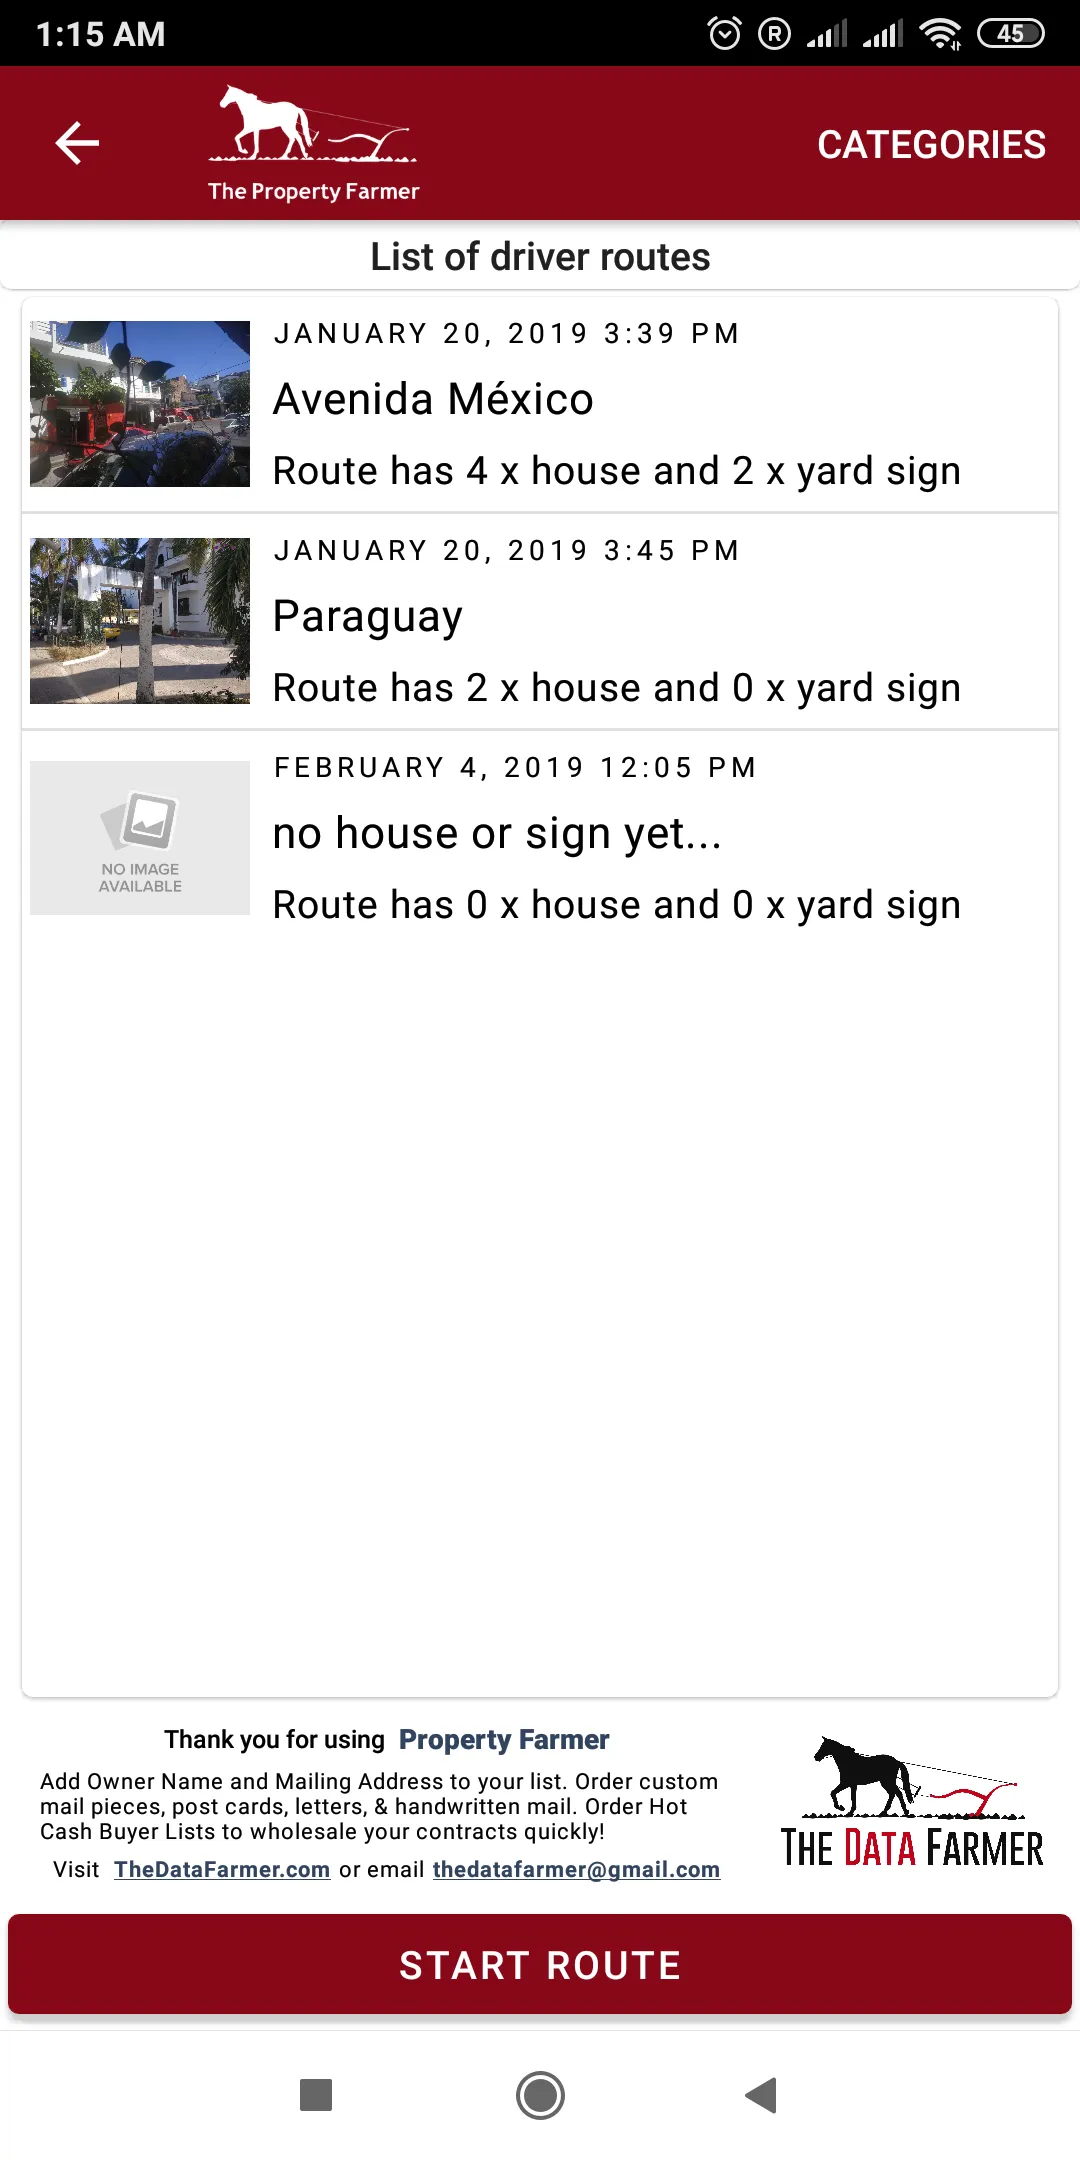 1:15 AM
R
45
The Property Farmer
CATEGORIES
List of driver routes
JANUARY 20, 2019 3:39 PM
Avenida México
Route has 4 x house and 2 x yard sign
JANUARY 20, 2019 3:45 PM
Paraguay
Route has 2 x house and 0 x yard sign
NO IMAGE
AVAILABLE
FEBRUARY 4, 2019 12:05 PM
no house or sign yet...
Route has 0 x house and 0 x yard sign
Thank you for using Property Farmer
Add Owner Name and Mailing Address to your list. Order custom
mail pieces, post cards, letters, & handwritten mail. Order Hot
Cash Buyer Lists to wholesale your contracts quickly!
Visit TheDataFarmer.com or email thedatafarmer@gmail.com
THE DATA FARMER
START ROUTE